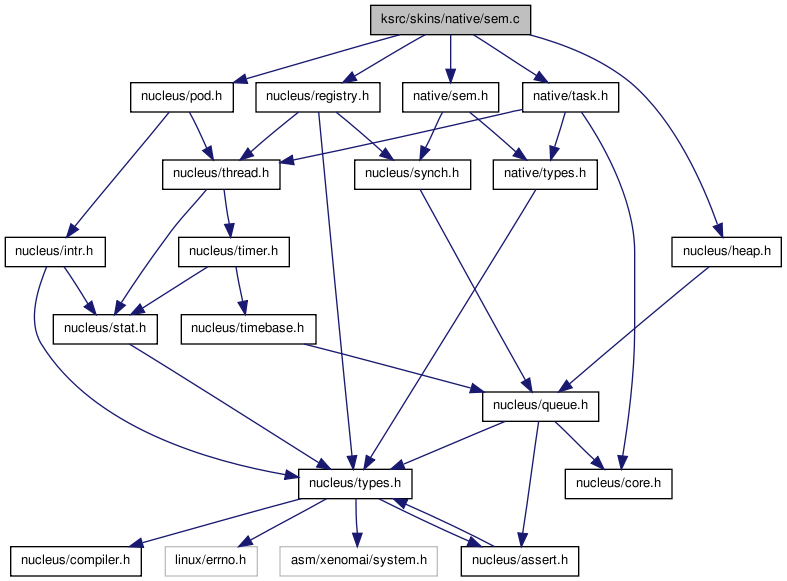 ksrc/skins/native/sem.c
nucleus/pod.h
nucleus/registry.h
native/sem.h
native/task.h
nucleus/thread.h
nucleus/synch.h
native/types.h
nucleus/intr.h
nucleus/timer.h
nucleus/heap.h
nucleus/stat.h
nucleus/timebase.h
nucleus/queue.h
nucleus/types.h
nucleus/core.h
nucleus/compiler.h
linux/errno.h
asm/xenomai/system.h
nucleus/assert.h